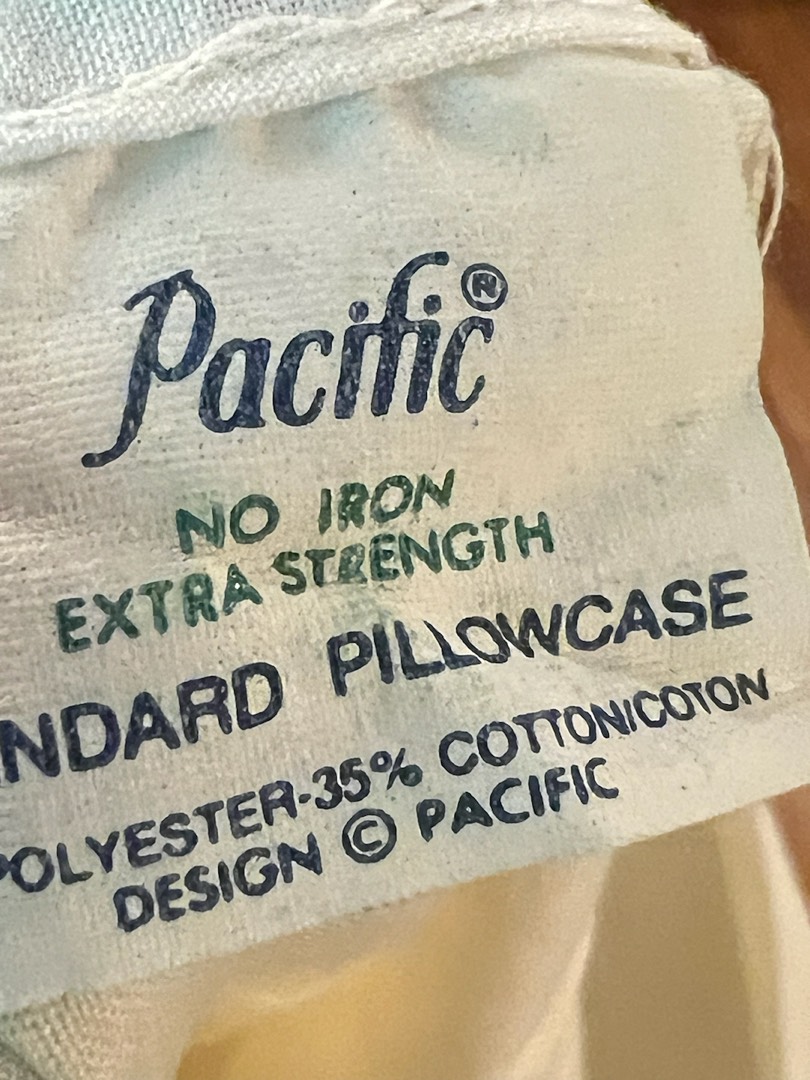 Pacific®
NO IRON
EXTRA STRENGTH
NDARD PILLOWCASE
POLYESTER-35% COTTON/COTON
DESIGN © PACIFIC